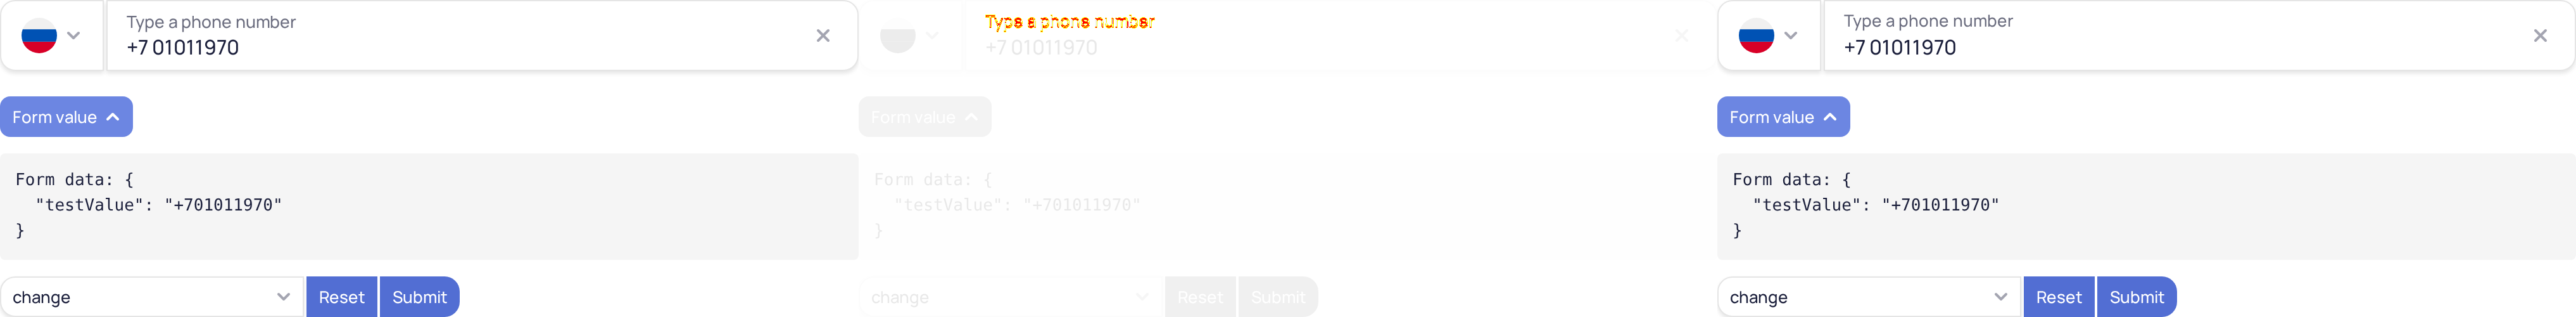 Type a phone number
+7 01011970
Form value
Form data: {
"testValue": "+701011970"
}
change
Reset
Submit
Type a phone number
+7 01011970
Form value
Form data: {
"testValue": "+701011970"
}
change
Reset
Submit
Type a phone number
+7 01011970
Form value
Form data: {
"testValue": "+701011970"
}
change
Reset
Submit